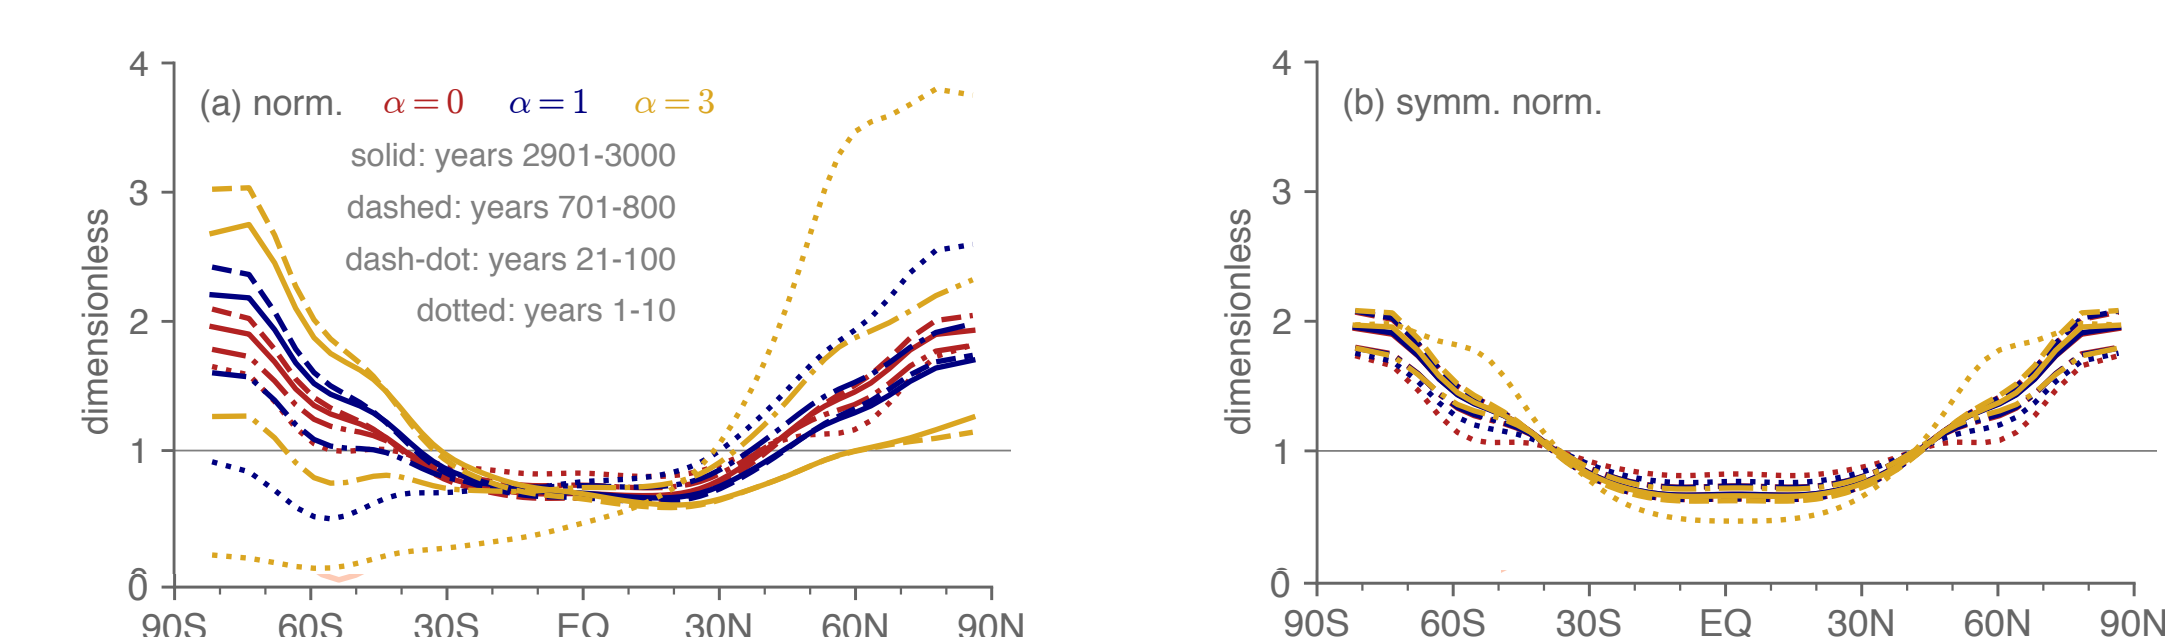 4
(a) norm. α = 0 α = 1 α = 3
solid: years 2901-3000
dashed: years 701-800
dash-dot: years 21-100
dotted: years 1-10
3
2
1
0
dimensionless
90S 60S 30S EQ 30N 60N 90N
4
(b) symm. norm.
3
2
1
0
dimensionless
90S 60S 30S EQ 30N 60N 90N